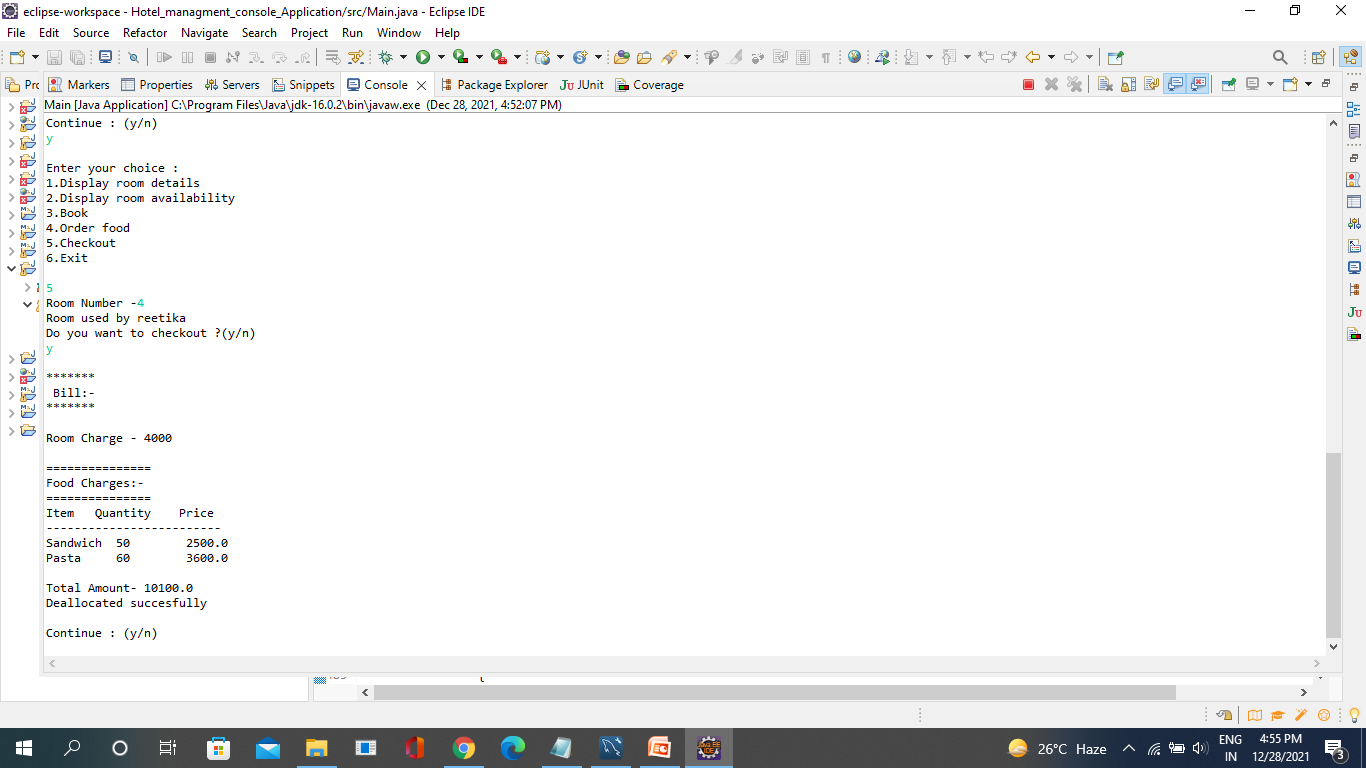 eclipse-workspace - Hotel_managment_console_Application/src/Main.java - Eclipse IDE
File Edit Source Refactor Navigate Search Project Run Window Help
Markers Properties Servers Snippets Console Package Explorer JUnit Coverage
Main [Java Application] C:\Program Files\Java\jdk-16.0.2\bin\javaw.exe (Dec 28, 2021, 4:52:07 PM)
Continue : (y/n)
y
Enter your choice :
1.Display room details
2.Display room availability
3.Book
4.Order food
5.Checkout
6.Exit
5
Room Number -4
Room used by reetika
Do you want to checkout ?(y/n)
y
*******
Bill:-
*******
Room Charge - 4000
===============
Food Charges:-
===============
Item Quantity Price
-------------------------
Sandwich 50 2500.0
Pasta 60 3600.0
Total Amount- 10100.0
Deallocated succesfully
Continue : (y/n)
26°C Haze
ENG
IN
4:55 PM
12/28/2021
3